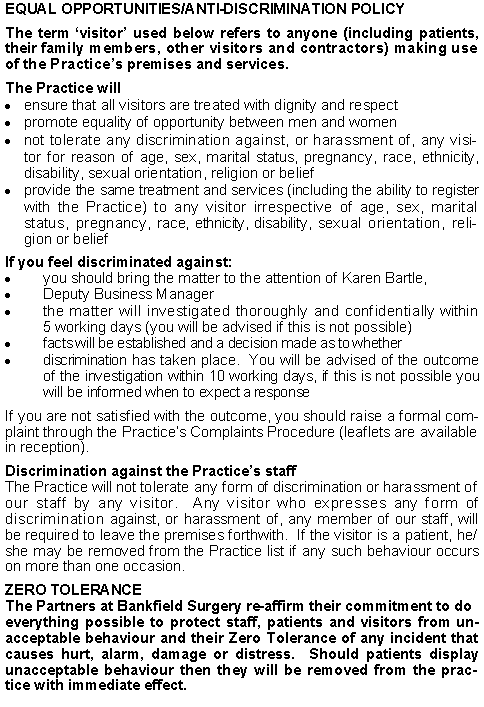 EQUAL OPPORTUNITIES/ANTI-DISCRIMINATION POLICY
The term ‘visitor’ used below refers to anyone (including patients,
their family members, other visitors and contractors) making use
of the Practice’s premises and services.
The Practice will
• ensure that all visitors are treated with dignity and respect
• promote equality of opportunity between men and women
• not tolerate any discrimination against, or harassment of, any visi-
tor for reason of age, sex, marital status, pregnancy, race, ethnicity,
disability, sexual orientation, religion or belief
• provide the same treatment and services (including the ability to register
with the Practice) to any visitor irrespective of age, sex, marital
status, pregnancy, race, ethnicity, disability, sexual orientation, reli-
gion or belief
If you feel discriminated against:
• you should bring the matter to the attention of Karen Bartle,
• Deputy Business Manager
• the matter will investigated thoroughly and confidentially within
5 working days (you will be advised if this is not possible)
• facts will be established and a decision made as to whether
• discrimination has taken place. You will be advised of the outcome
of the investigation within 10 working days, if this is not possible you
will be informed when to expect a response
If you are not satisfied with the outcome, you should raise a formal com-
plaint through the Practice’s Complaints Procedure (leaflets are available
in reception).
Discrimination against the Practice’s staff
The Practice will not tolerate any form of discrimination or harassment of
our staff by any visitor. Any visitor who expresses any form of
discrimination against, or harassment of, any member of our staff, will
be required to leave the premises forthwith. If the visitor is a patient, he/
she may be removed from the Practice list if any such behaviour occurs
on more than one occasion.
ZERO TOLERANCE
The Partners at Bankfield Surgery re-affirm their commitment to do
everything possible to protect staff, patients and visitors from un-
acceptable behaviour and their Zero Tolerance of any incident that
causes hurt, alarm, damage or distress. Should patients display
unacceptable behaviour then they will be removed from the prac-
tice with immediate effect.